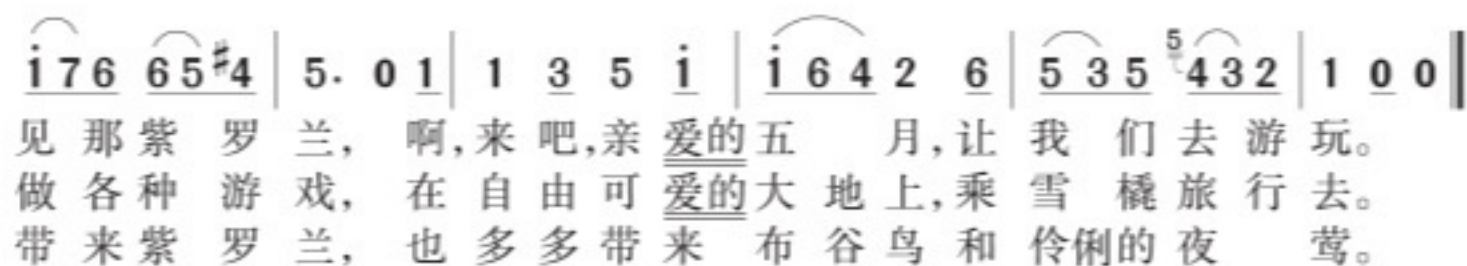 i 7 6 6 5 #4 | 5. 0 1 | 1 3 5 i | i 6 4 2 6 | 5 3 5 5 4 3 2 | 1 0 0
见那紫罗兰，啊，来吧，亲爱的五月，让我们去游玩。
做各种游戏，在自由可爱的大地上，乘雪橇旅行去。
带来紫罗兰，也多多带来布谷鸟和伶俐的夜莺。